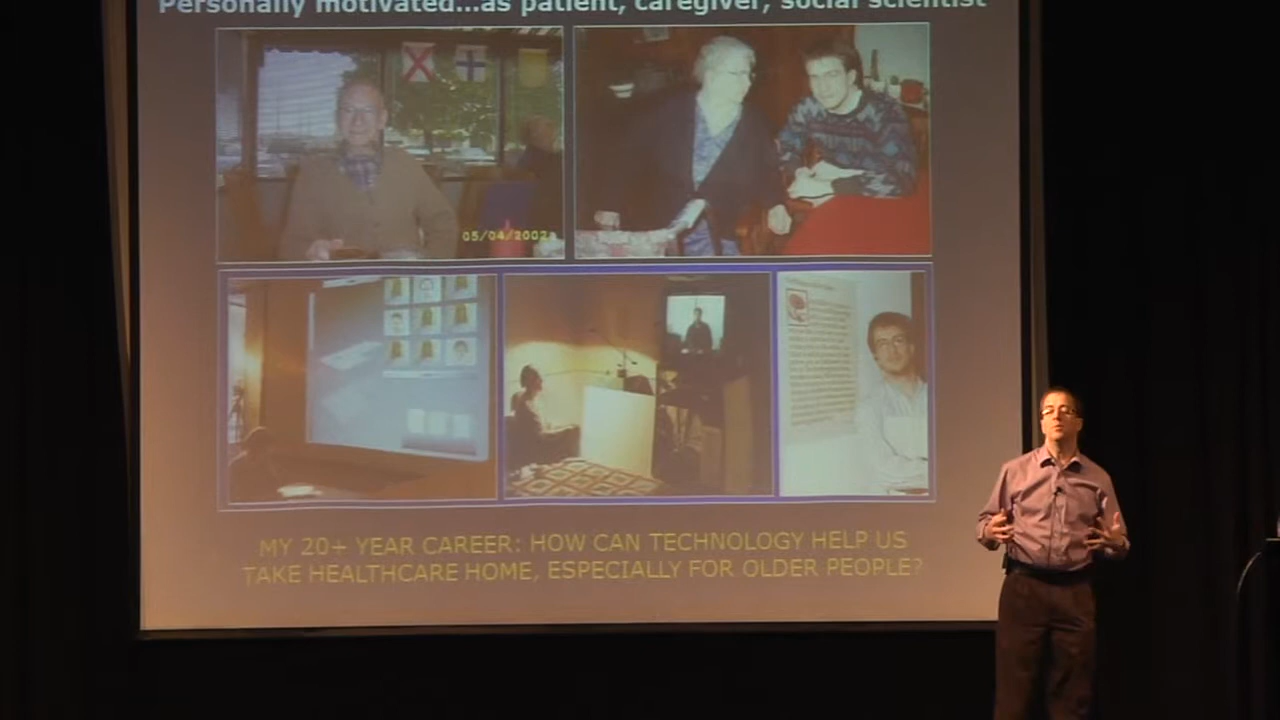 Personally motivated...as patient, caregiver, social scientist
05/04/2002
MY 20+ YEAR CAREER: HOW CAN TECHNOLOGY HELP US
TAKE HEALTHCARE HOME, ESPECIALLY FOR OLDER PEOPLE?